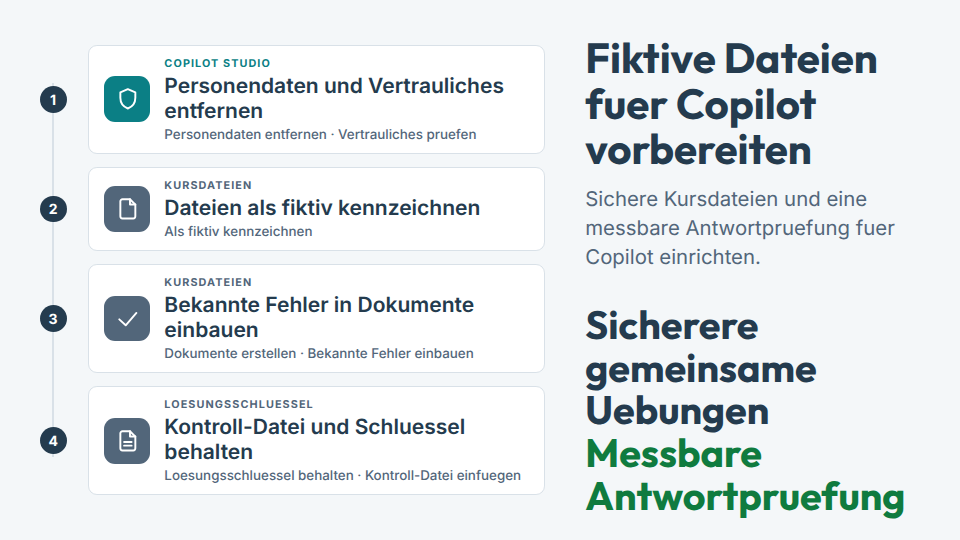 1
COPILOT STUDIO
Personendaten und Vertrauliches
entfernen
Personendaten entfernen · Vertrauliches pruefen
2
KURSDATEIEN
Dateien als fiktiv kennzeichnen
Als fiktiv kennzeichnen
3
KURSDATEIEN
Bekannte Fehler in Dokumente
einbauen
Dokumente erstellen · Bekannte Fehler einbauen
4
LOESUNGSSCHLUESSEL
Kontroll-Datei und Schluessel
behalten
Loesungsschluessel behalten · Kontroll-Datei einfuegen
Fiktive Dateien
fuer Copilot
vorbereiten
Sichere Kursdateien und eine
messbare Antwortpruefung fuer
Copilot einrichten.
Sicherere
gemeinsame
Uebungen
Messbare
Antwortpruefung